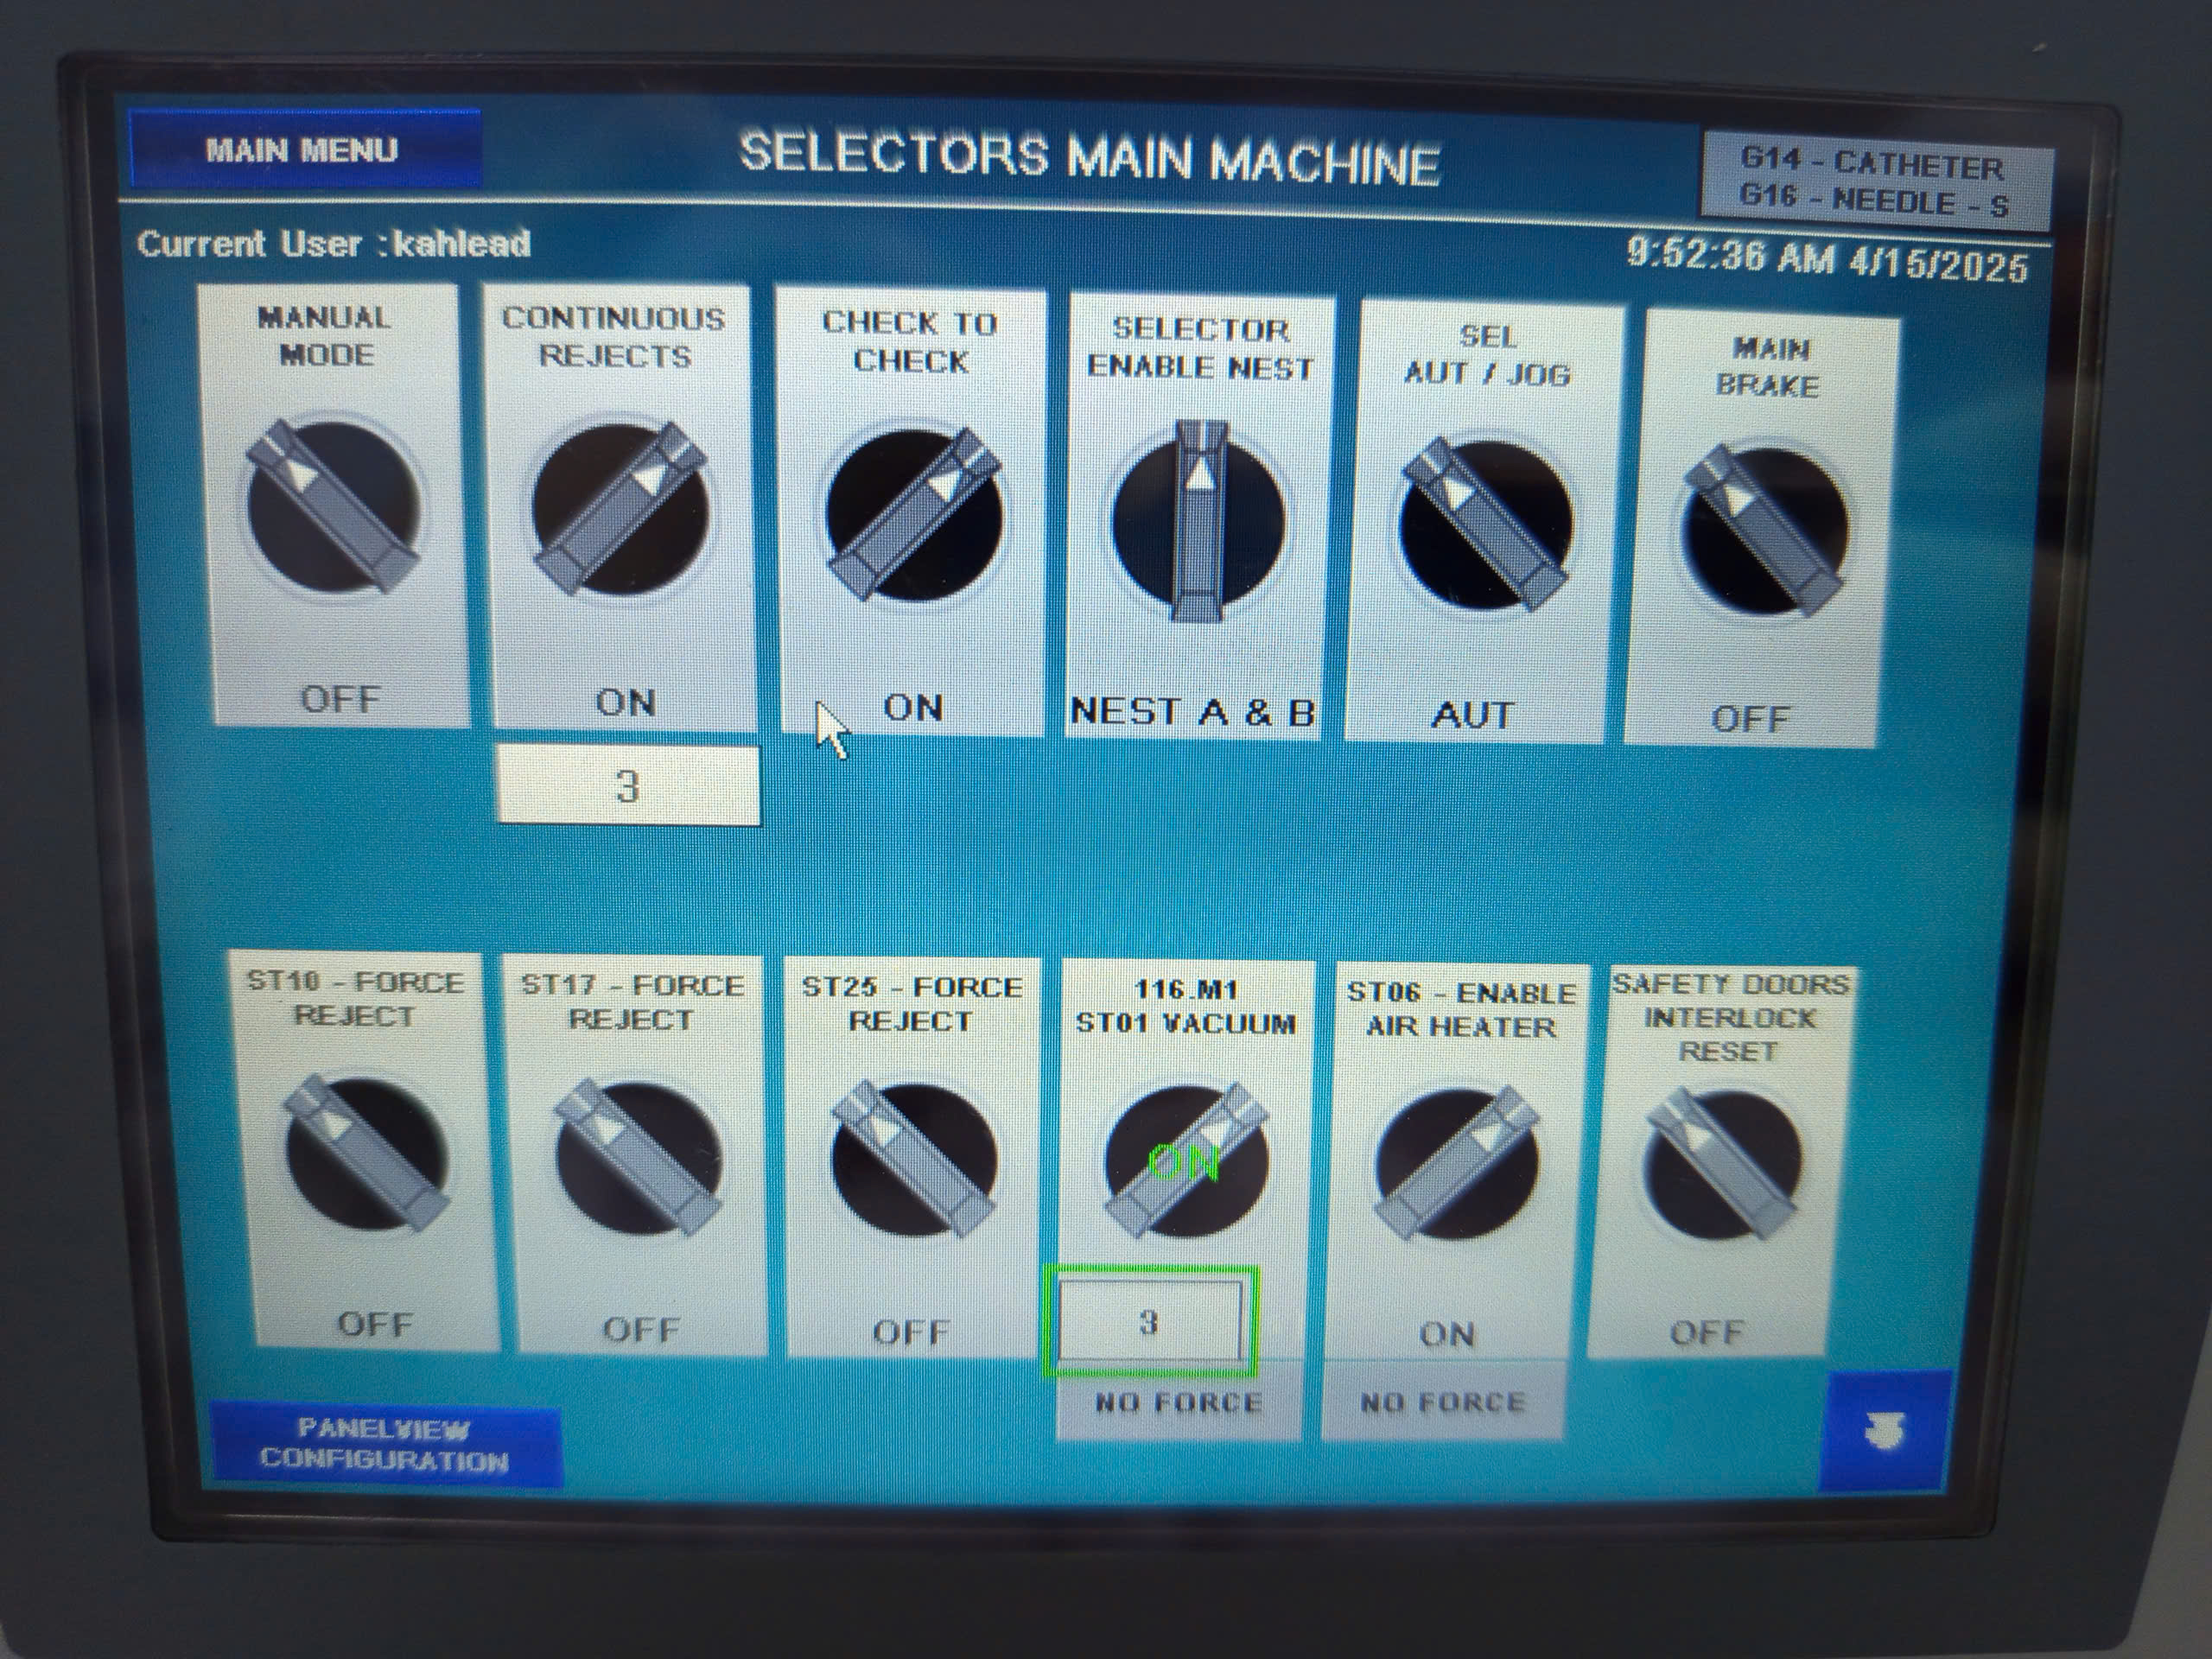 MAIN MENU
SELECTORS MAIN MACHINE
G14 - CATHETER
G16 - NEEDLE - S
Current User :kahlead
9:52:36 AM 4/15/2025
MANUAL
MODE
OFF
CONTINUOUS
REJECTS
ON
3
CHECK TO
CHECK
ON
SELECTOR
ENABLE NEST
NEST A & B
SEL
AUT / JOG
AUT
MAIN
BRAKE
OFF
ST10 - FORCE
REJECT
OFF
ST17 - FORCE
REJECT
OFF
ST25 - FORCE
REJECT
OFF
116.M1
ST01 VACUUM
ON
3
NO FORCE
ST06 - ENABLE
AIR HEATER
ON
NO FORCE
SAFETY DOORS
INTERLOCK
RESET
OFF
PANELVIEW
CONFIGURATION